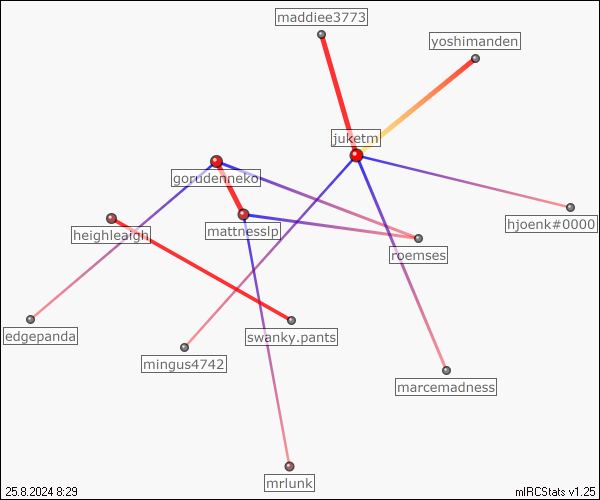 maddiee3773
yoshimanden
juketm
gorudenneko
hjoenk#0000
mattnesslp
heighleaigh
roemses
edgepanda
swanky.pants
mingus4742
marcemadness
mrlunk
25.8.2024 8:29
mIRCStats v1.25